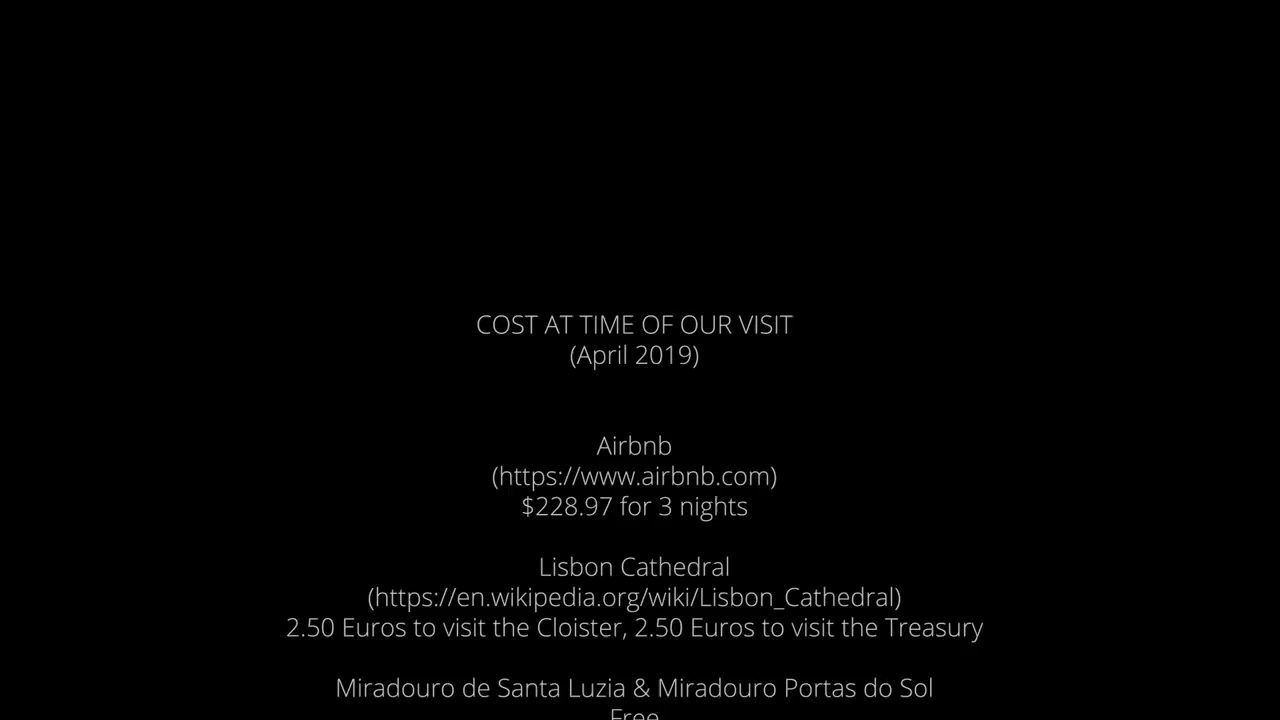 COST AT TIME OF OUR VISIT
(April 2019)
Airbnb
(https://www.airbnb.com)
$228.97 for 3 nights
Lisbon Cathedral
(https://en.wikipedia.org/wiki/Lisbon_Cathedral)
2.50 Euros to visit the Cloister, 2.50 Euros to visit the Treasury
Miradouro de Santa Luzia & Miradouro Portas do Sol
Free